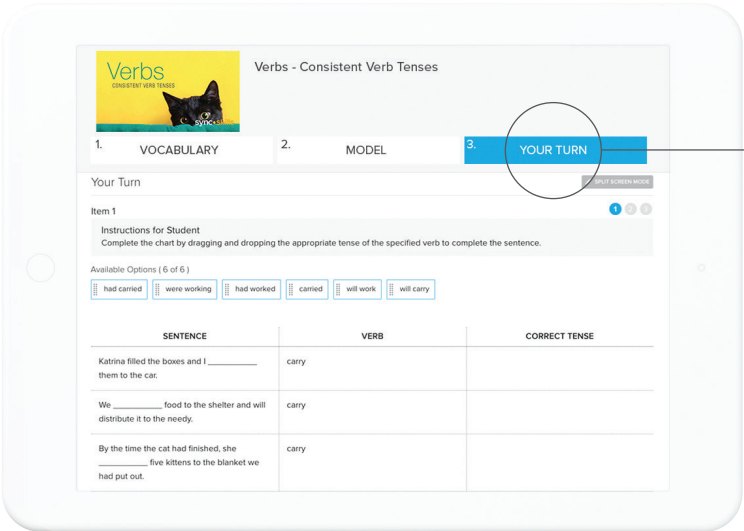 Verbs
CONSISTENT VERB TENSES
sync•skills
Verbs - Consistent Verb Tenses
1. VOCABULARY
2. MODEL
3. YOUR TURN
Your Turn
SPLIT SCREEN MODE
Item 1
1 2 3
Instructions for Student
Complete the chart by dragging and dropping the appropriate tense of the specified verb to complete the sentence.
Available Options ( 6 of 6 )
had carried
were working
had worked
carried
will work
will carry
SENTENCE VERB CORRECT TENSE
Katrina filled the boxes and I __________ carry
them to the car.
We __________ food to the shelter and will carry
distribute it to the needy.
By the time the cat had finished, she carry
__________ five kittens to the blanket we
had put out.